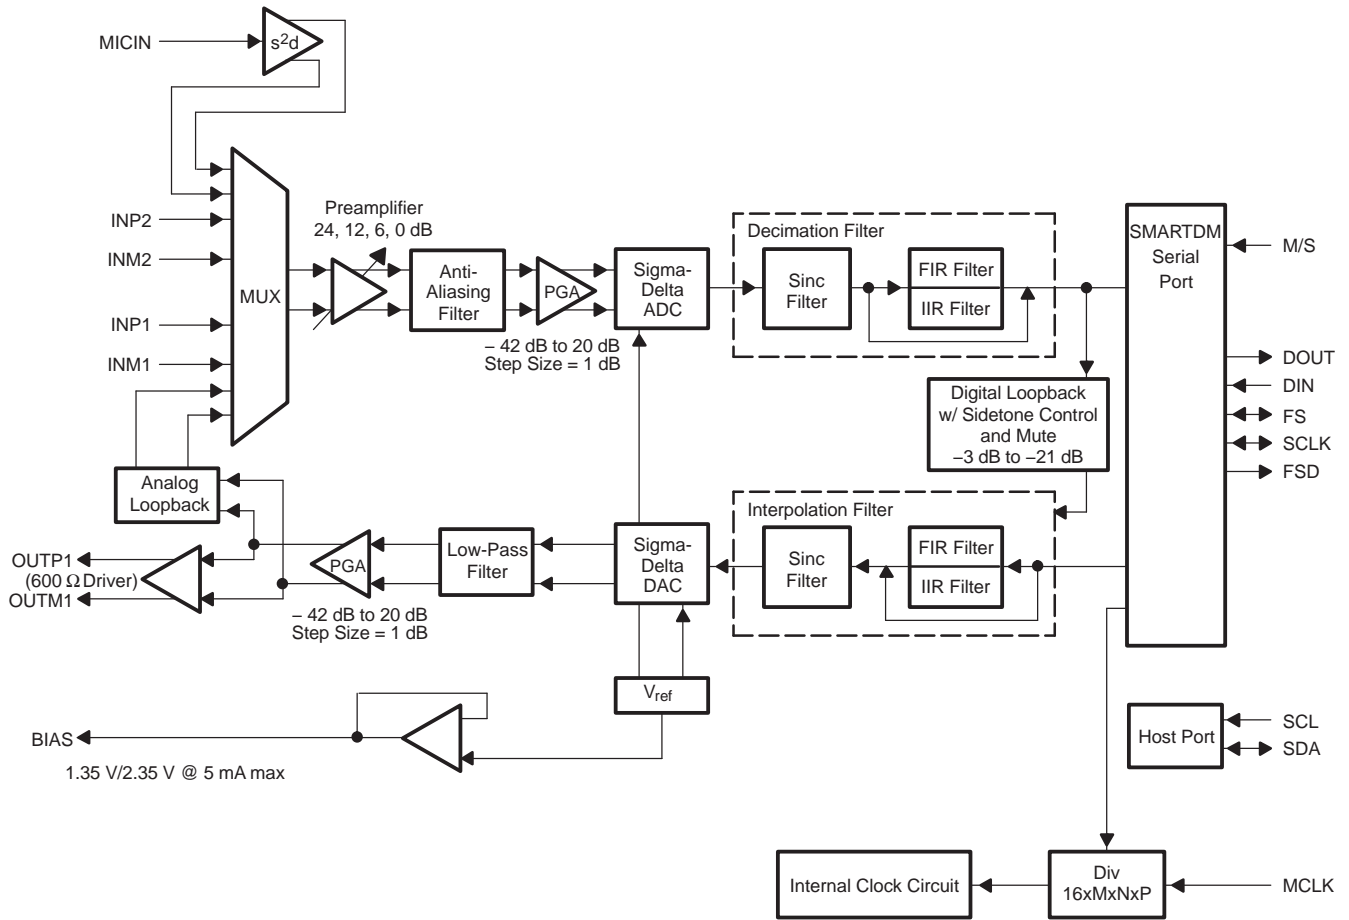 MICIN
s²d
INP2
INM2
INP1
INM1
MUX
Preamplifier
24, 12, 6, 0 dB
Anti-
Aliasing
Filter
PGA
– 42 dB to 20 dB
Step Size = 1 dB
Sigma-
Delta
ADC
Decimation Filter
Sinc
Filter
FIR Filter
IIR Filter
SMARTDM
Serial
Port
M/S
DOUT
DIN
FS
SCLK
FSD
Digital Loopback
w/ Sidetone Control
and Mute
–3 dB to –21 dB
Analog
Loopback
OUTP1
(600 Ω Driver)
OUTM1
PGA
– 42 dB to 20 dB
Step Size = 1 dB
Low-Pass
Filter
Sigma-
Delta
DAC
Interpolation Filter
Sinc
Filter
FIR Filter
IIR Filter
Vref
BIAS
1.35 V/2.35 V @ 5 mA max
Host Port
SCL
SDA
Internal Clock Circuit
Div
16xMxNxP
MCLK